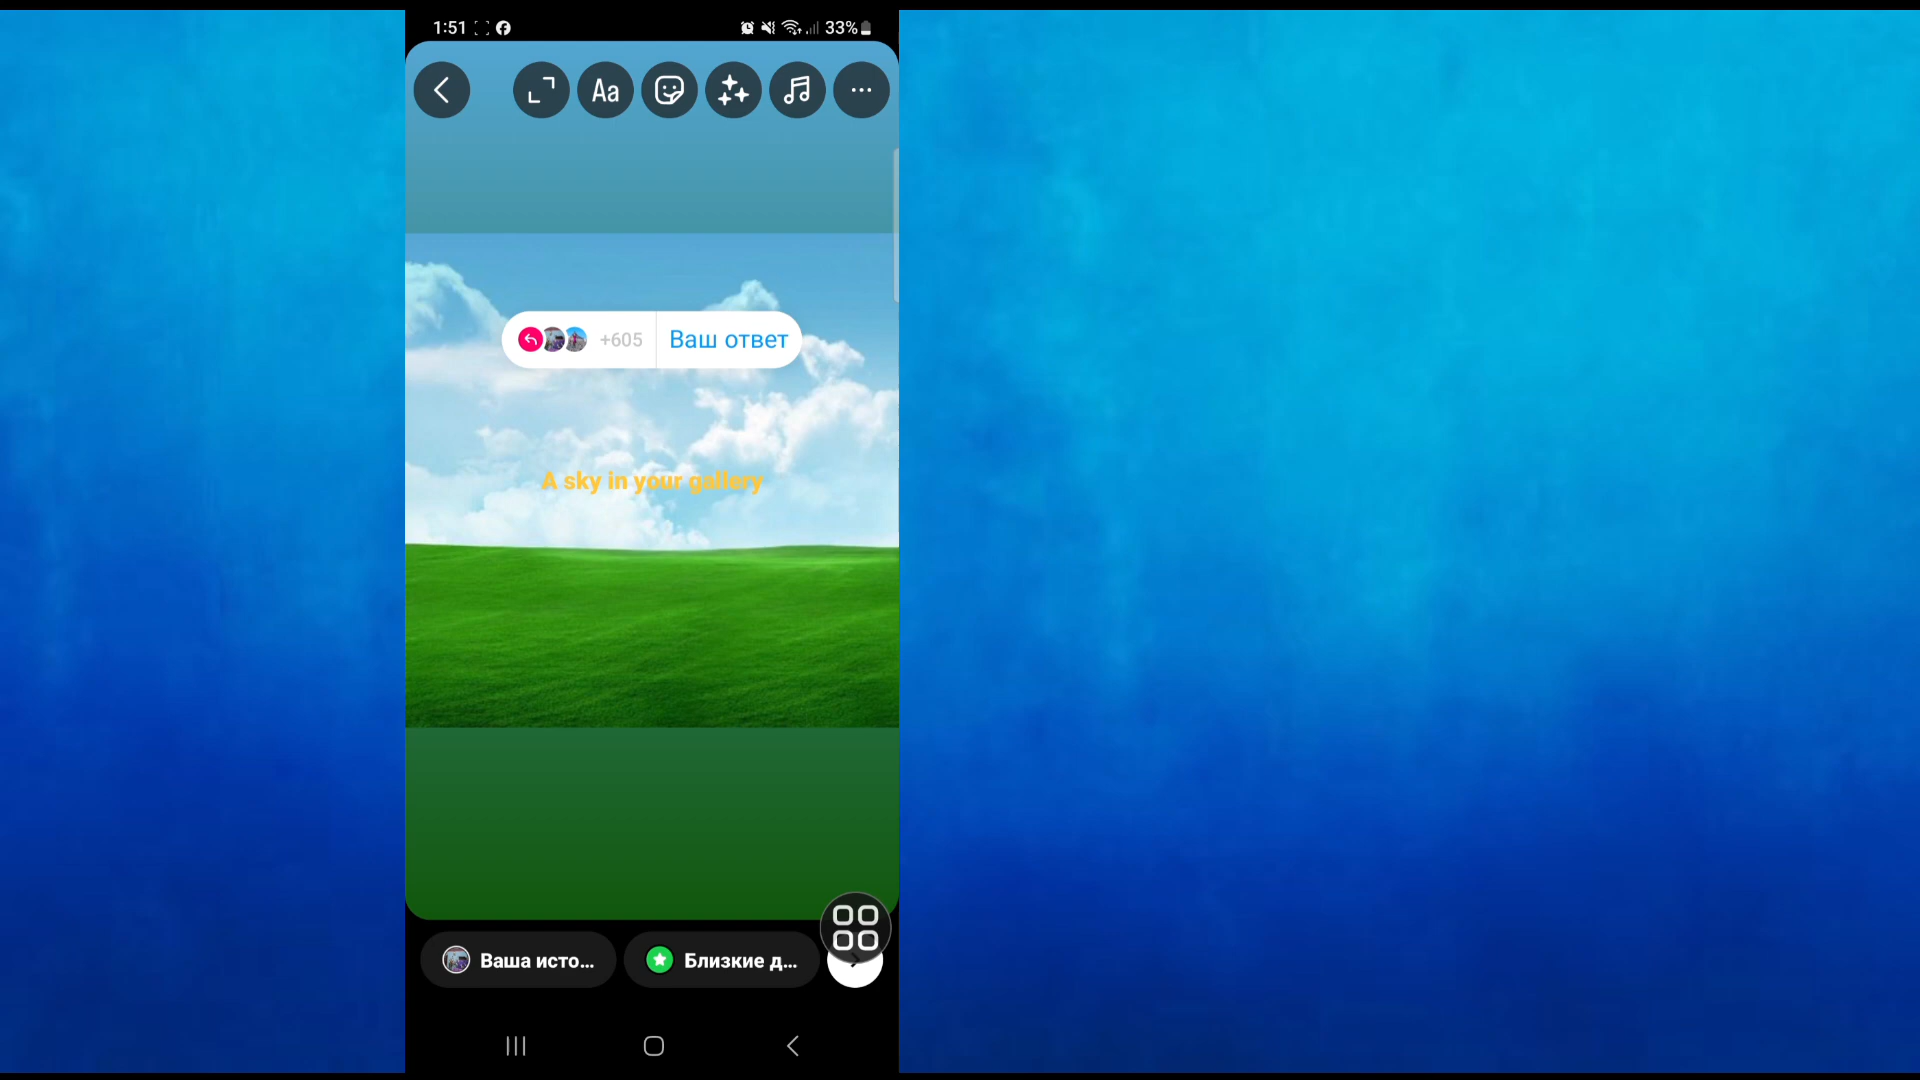 1:51 33%
Aa
+605 Ваш ответ
A sky in your gallery
Ваша исто... Близкие д...